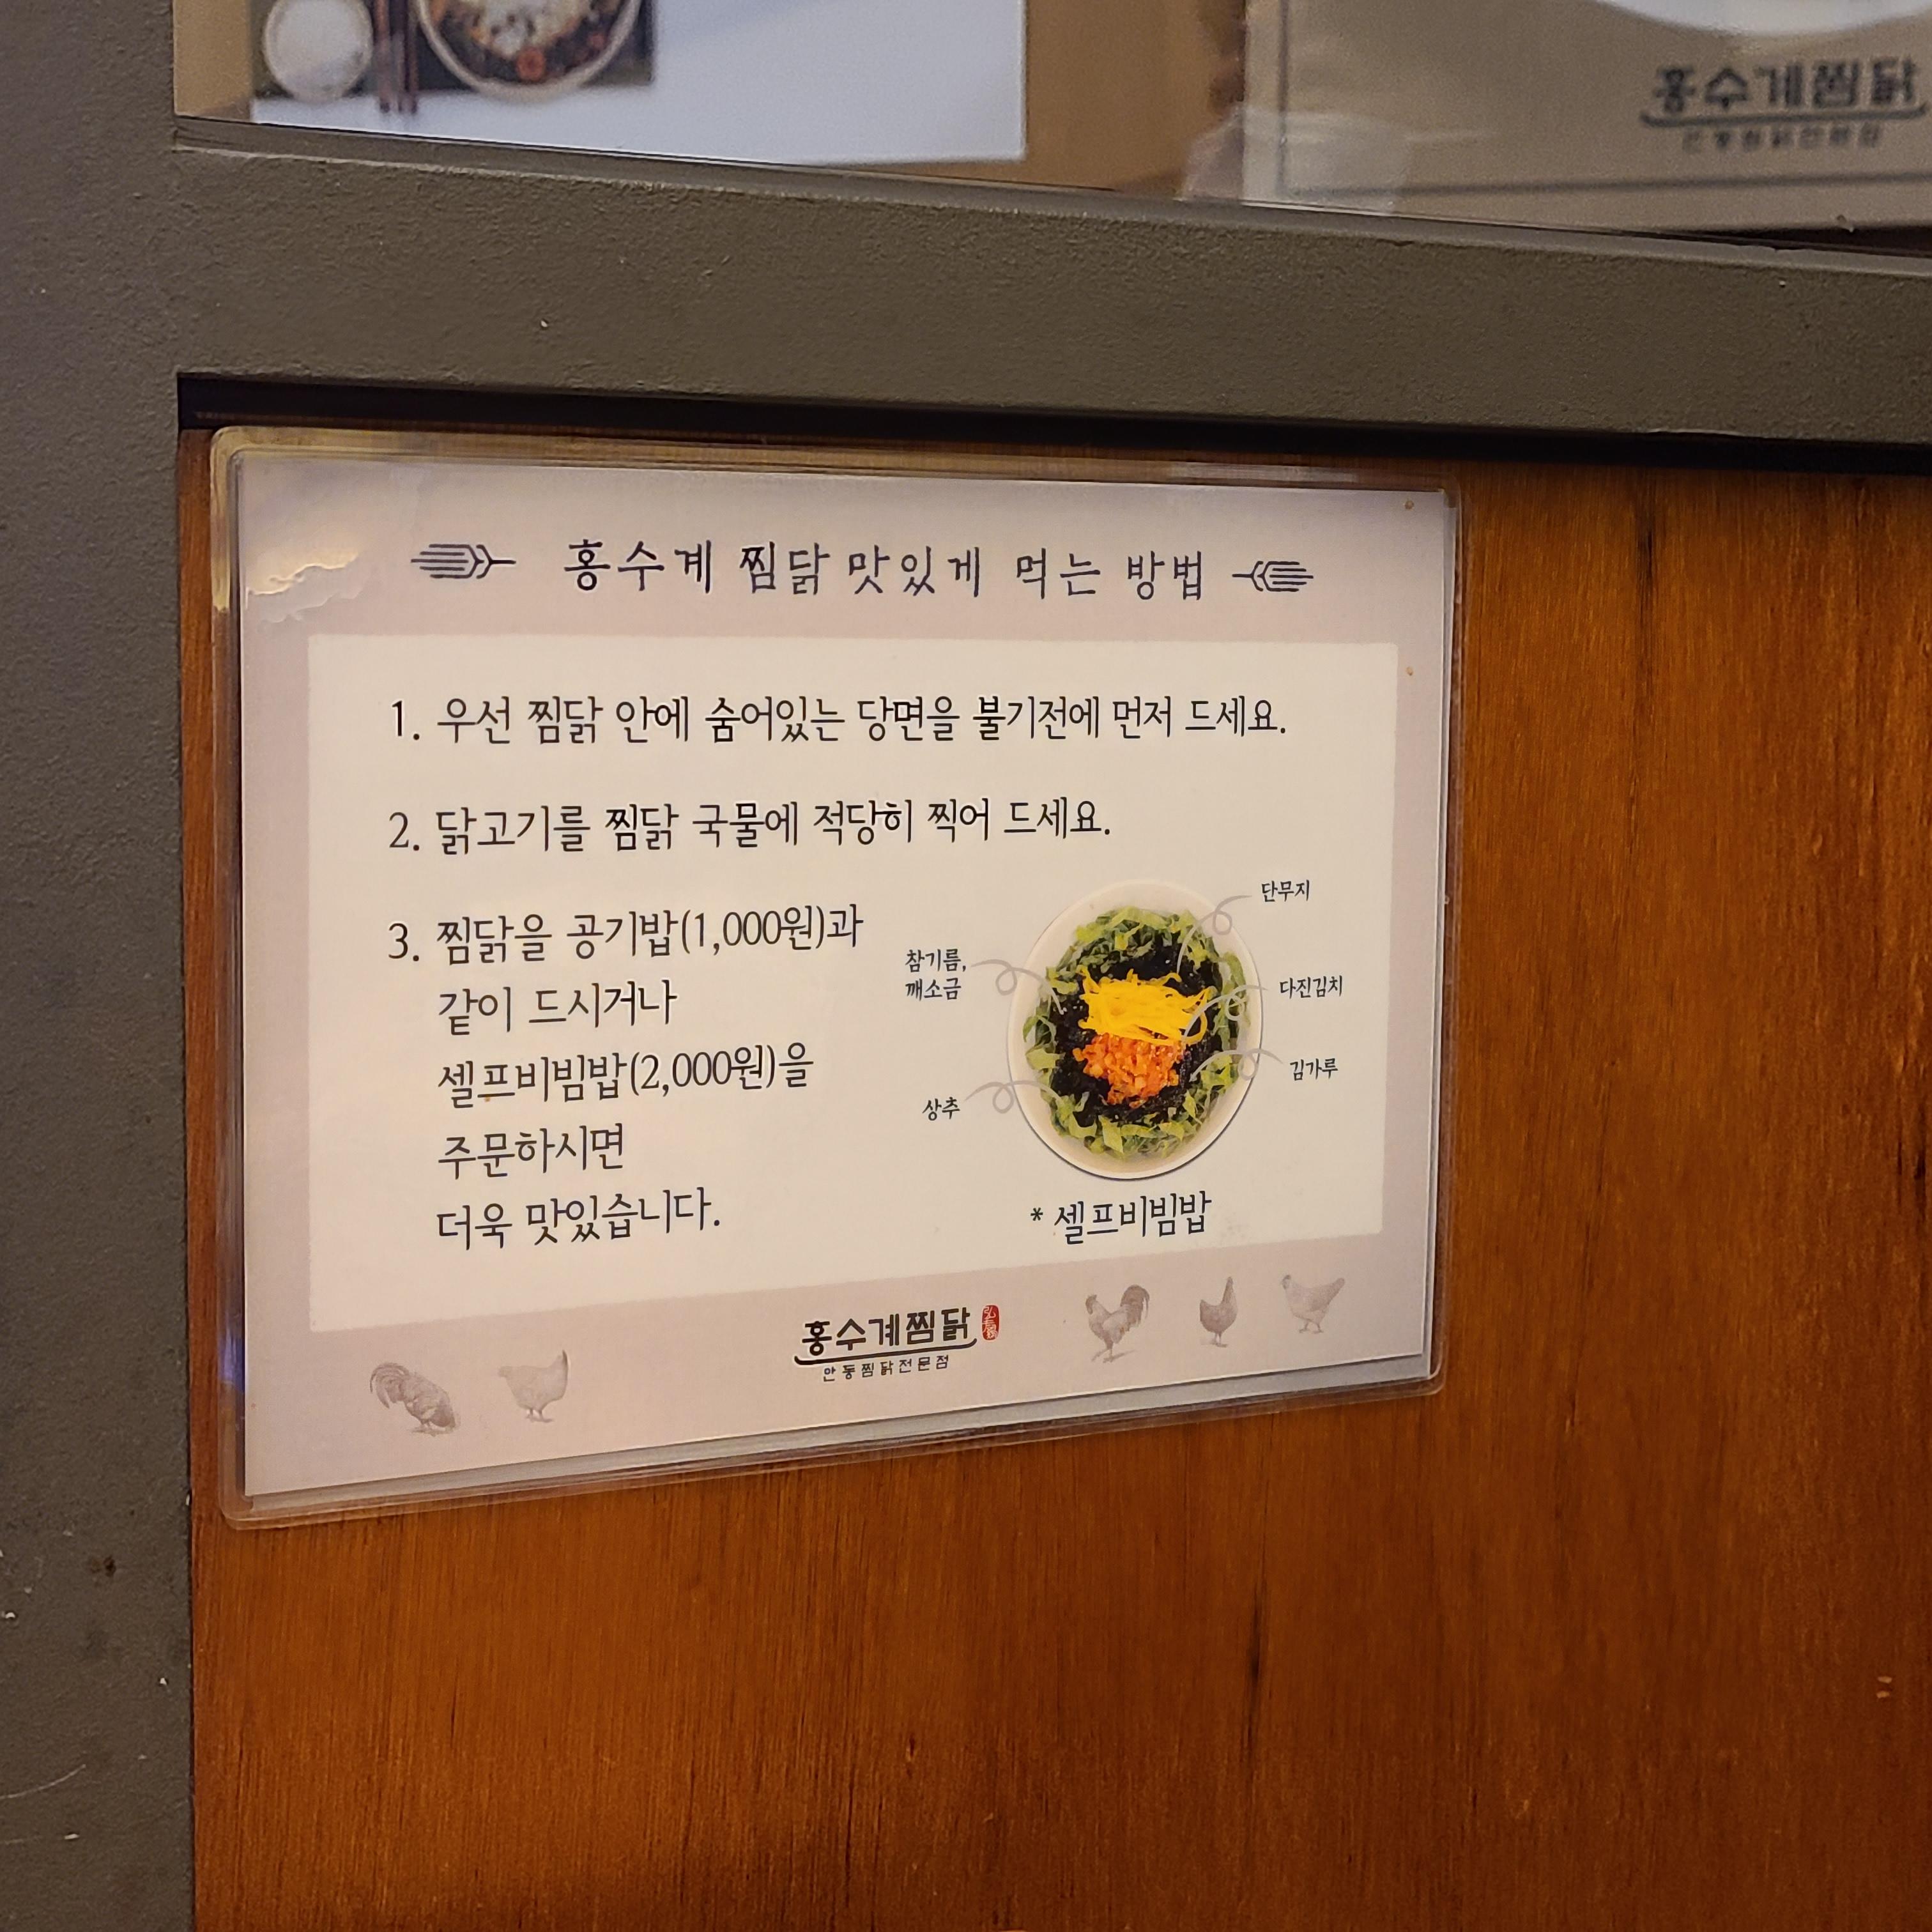 홍수계찜닭
홍수계 찜닭 맛있게 먹는 방법
1. 우선 찜닭 안에 숨어있는 당면을 불기전에 먼저 드세요.
2. 닭고기를 찜닭 국물에 적당히 찍어 드세요.
3. 찜닭을 공기밥(1,000원)과
같이 드시거나
셀프비빔밥(2,000원)을
주문하시면
더욱 맛있습니다.
단무지
참기름,
깨소금
다진김치
김가루
상추
* 셀프비빔밥
홍수계찜닭
안동찜닭전문점